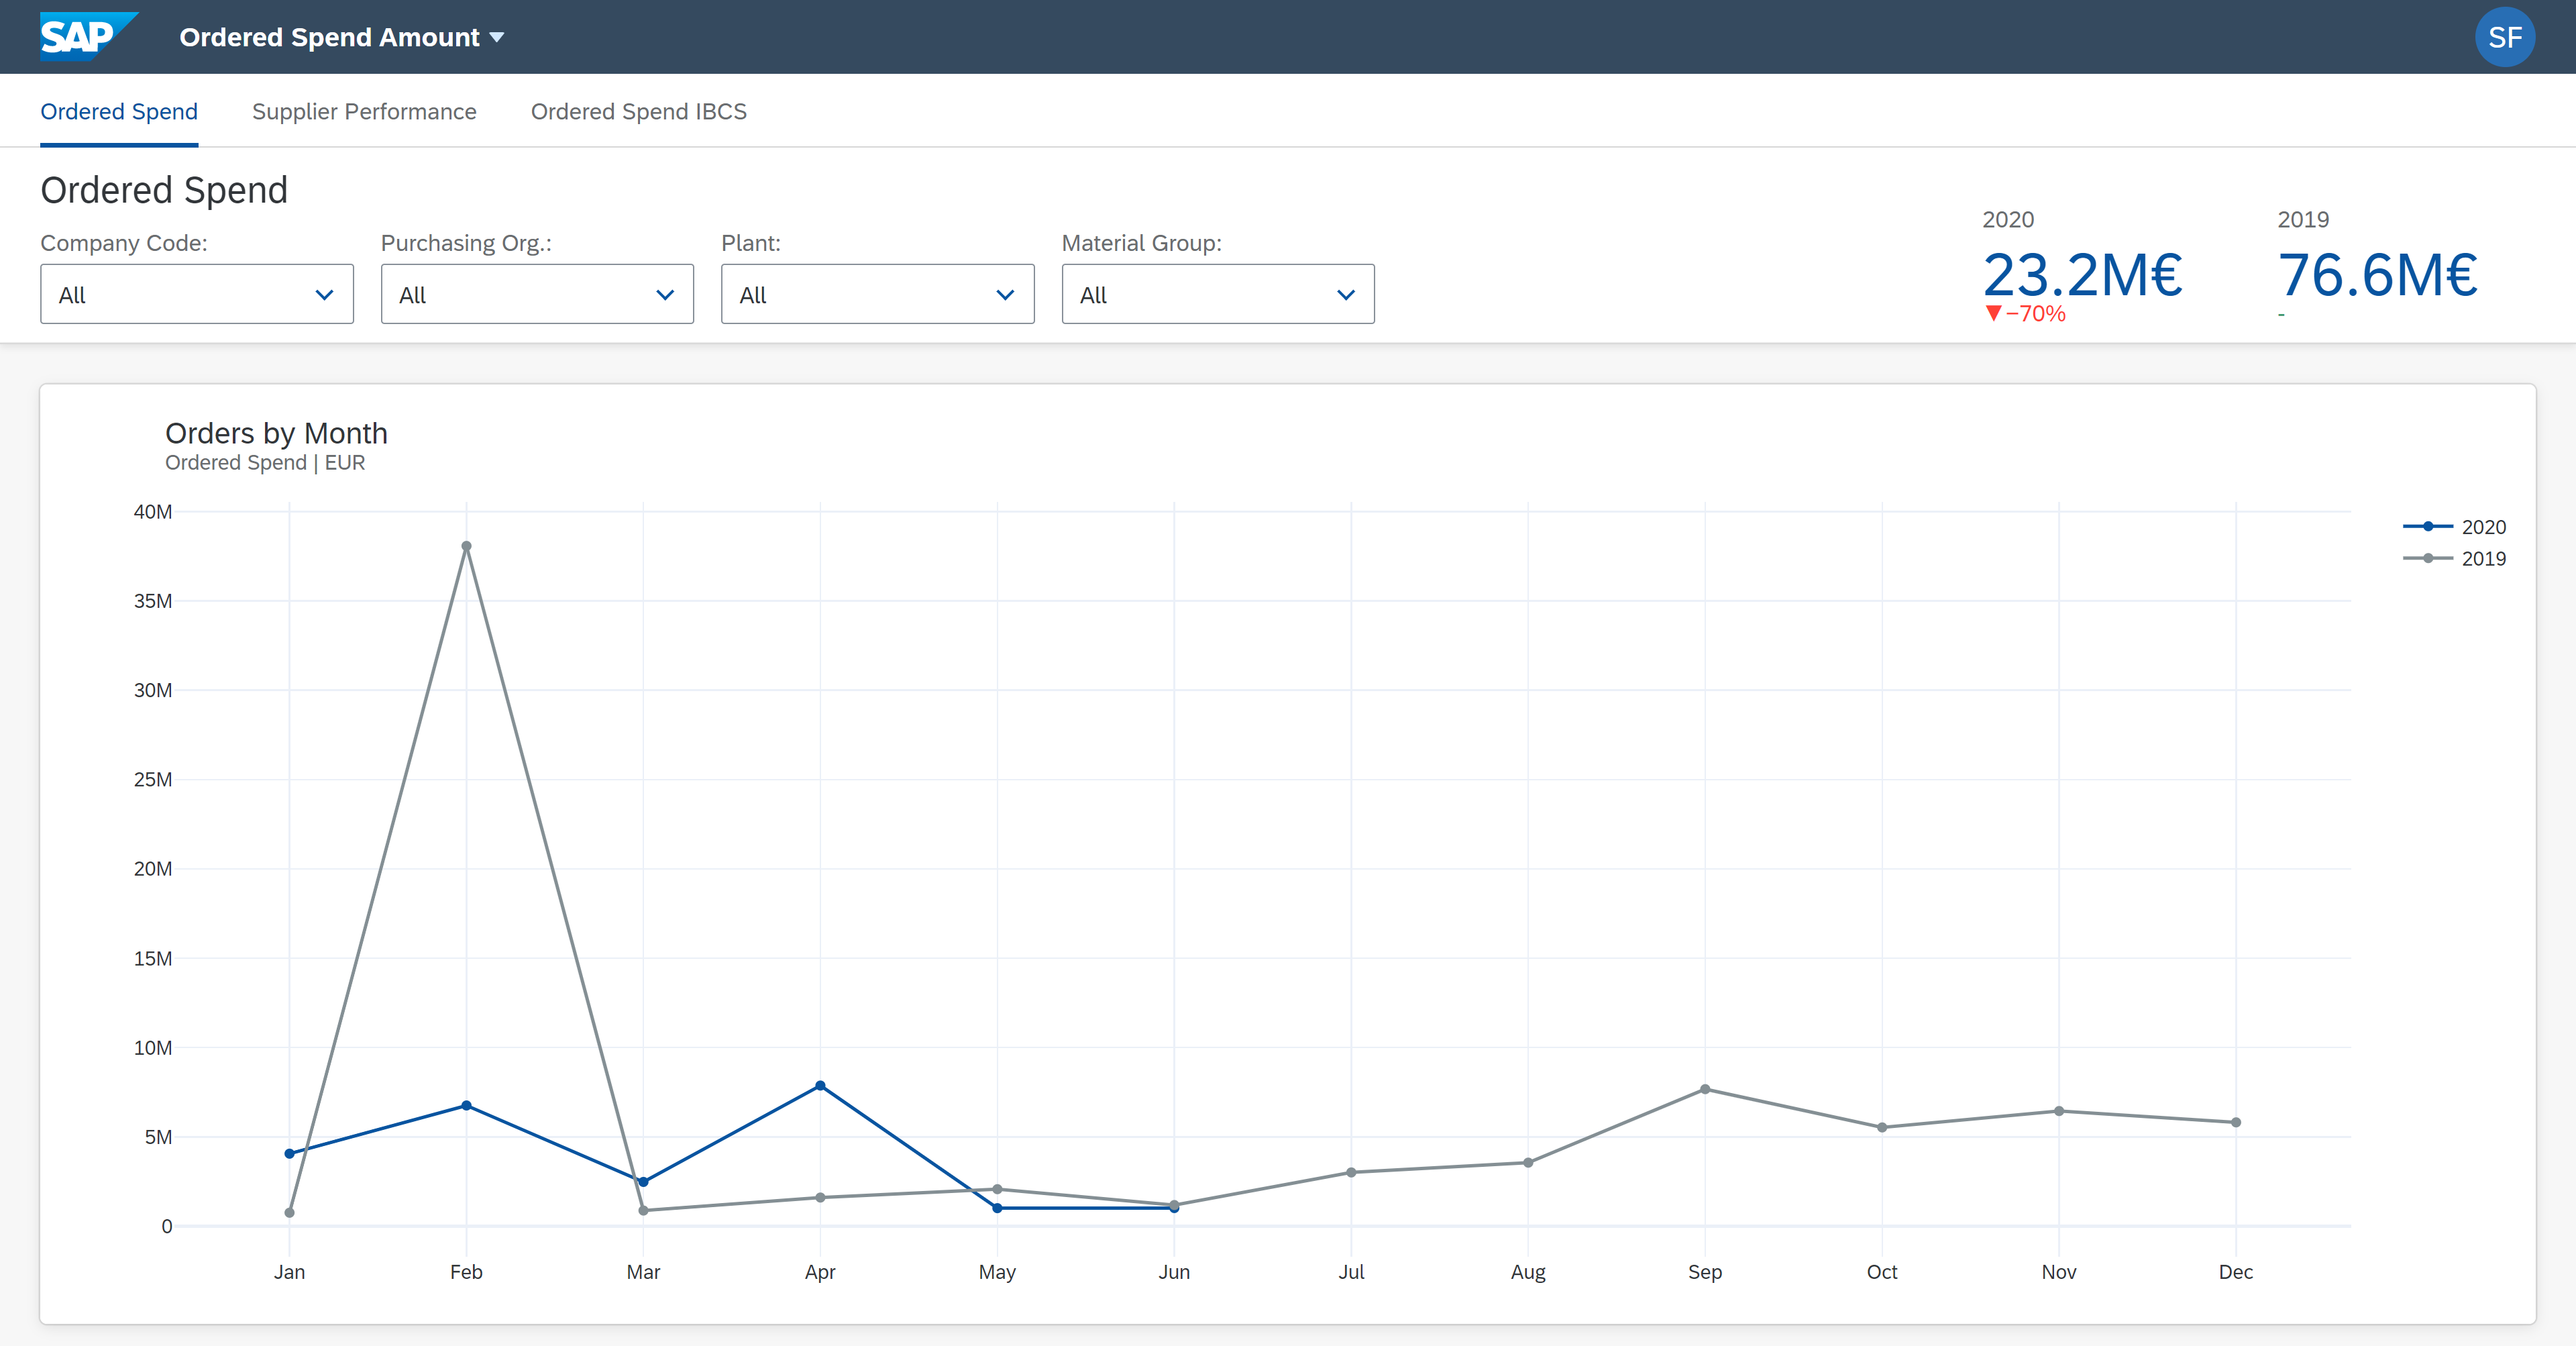 SAP
Ordered Spend Amount
SF
Ordered Spend
Supplier Performance
Ordered Spend IBCS
Ordered Spend
Company Code:
Purchasing Org.:
Plant:
Material Group:
All
All
All
All
2020
2019
23.2M€
76.6M€
−70%
-
Orders by Month
Ordered Spend | EUR
40M
35M
30M
25M
20M
15M
10M
5M
0
2020
2019
Jan
Feb
Mar
Apr
May
Jun
Jul
Aug
Sep
Oct
Nov
Dec